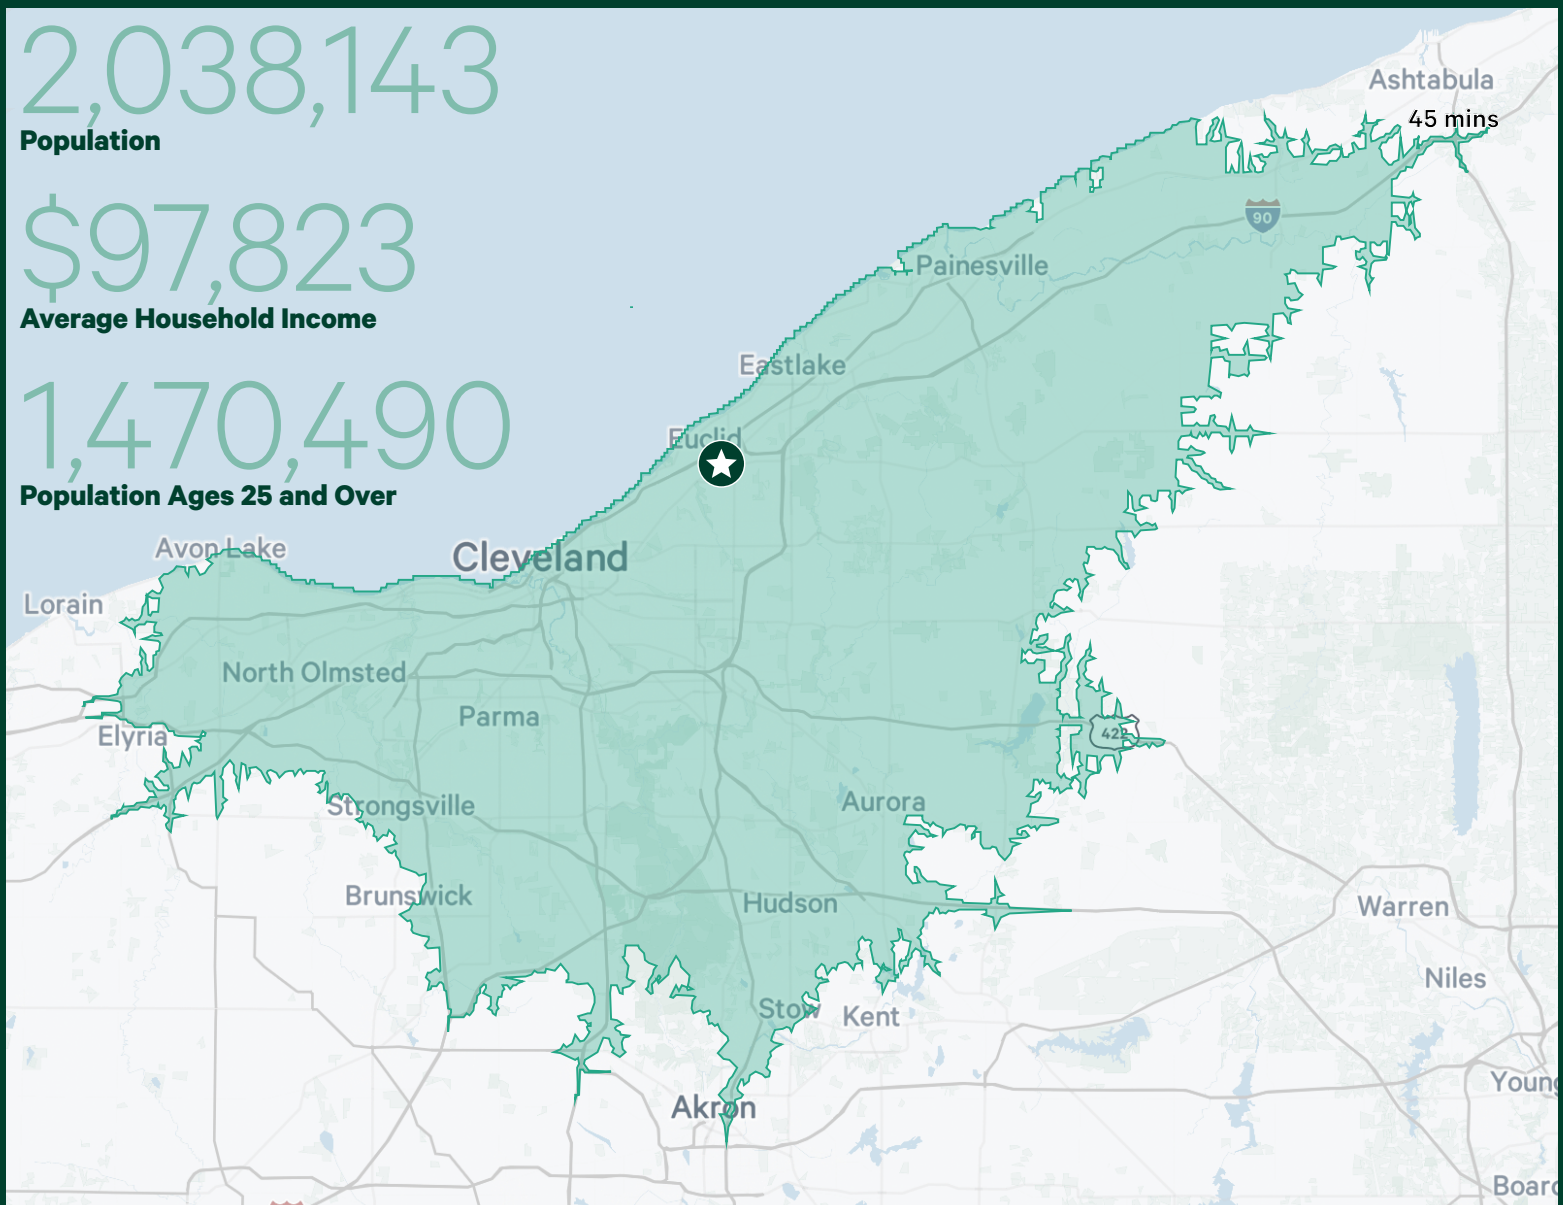 2,038,143
Population
$97,823
Average Household Income
1,470,490
Population Ages 25 and Over
Ashtabula
45 mins
90
Painesville
Eastlake
Euclid
Avon Lake
Cleveland
Lorain
North Olmsted
Parma
Elyria
422
Strongsville
Aurora
Brunswick
Hudson
Warren
Niles
Stow
Kent
Young
Akron
Board